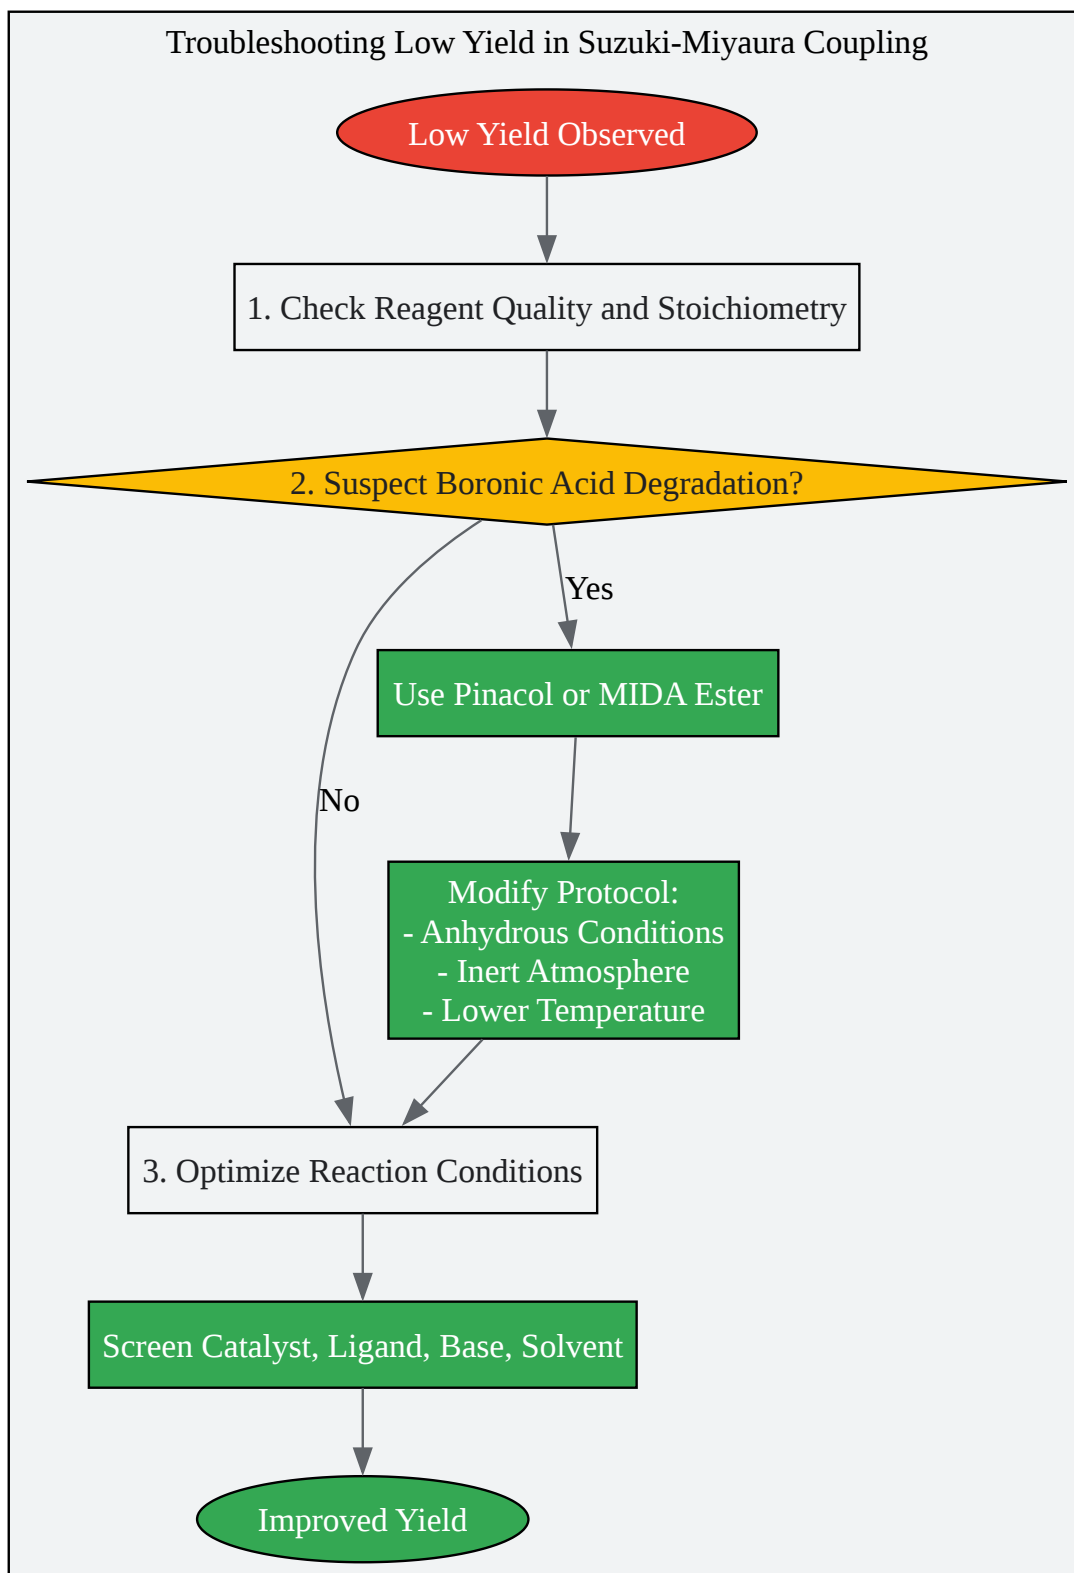 Troubleshooting Low Yield in Suzuki-Miyaura Coupling
Low Yield Observed
1. Check Reagent Quality and Stoichiometry
2. Suspect Boronic Acid Degradation?
Yes
Use Pinacol or MIDA Ester
No
Modify Protocol:
- Anhydrous Conditions
- Inert Atmosphere
- Lower Temperature
3. Optimize Reaction Conditions
Screen Catalyst, Ligand, Base, Solvent
Improved Yield